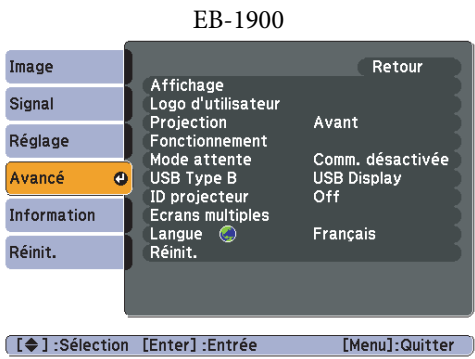 EB-1900
Image
Signal
Réglage
Avancé
Information
Réinit.
Retour
Affichage
Logo d'utilisateur
Projection Avant
Fonctionnement
Mode attente Comm. désactivée
USB Type B USB Display
ID projecteur Off
Ecrans multiples
Langue Français
Réinit.
[◆] :Sélection [Enter] :Entrée [Menu]:Quitter